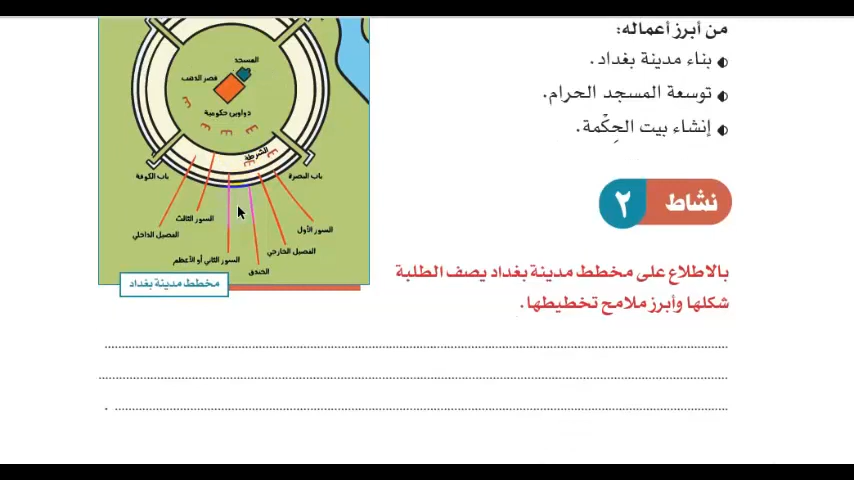 من أبرز أعماله:
بناء مدينة بغداد.
توسعة المسجد الحرام.
إنشاء بيت الحِكْمة.
المسجد
قصر الذهب
دواوين حكومية
الشرطة
باب البصرة
باب الكوفة
السور الأول
الفصيل الخارجي
الخندق
السور الثاني أو الأعظم
السور الثالث
الفصيل الداخلي
مخطط مدينة بغداد
نشاط ٢
بالاطلاع على مخطط مدينة بغداد يصف الطلبة
شكلها وأبرز ملامح تخطيطها.